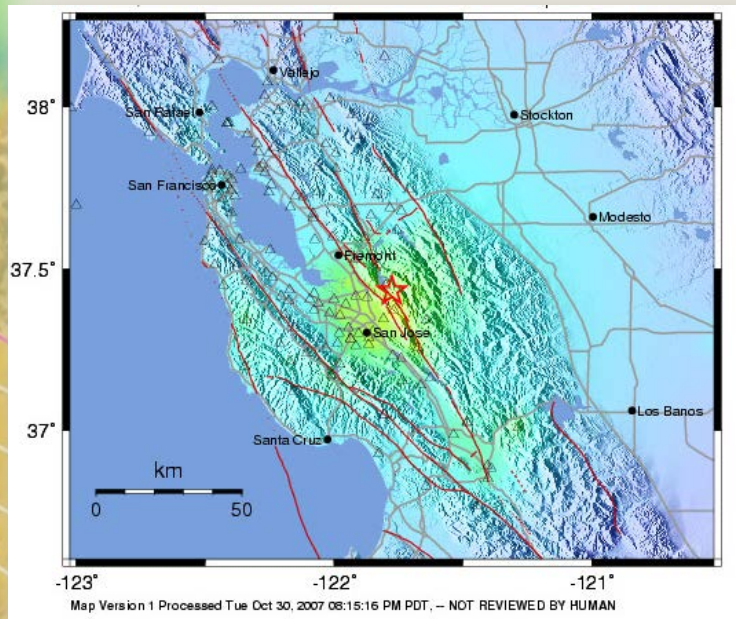 Vallejo
38°
San Rafael
Stockton
San Francisco
Modesto
37.5°
Fremont
San Jose
37°
Los Banos
Santa Cruz
km
0 50
-123° -122° -121°
Map Version 1 Processed Tue Oct 30, 2007 08:15:16 PM PDT, -- NOT REVIEWED BY HUMAN